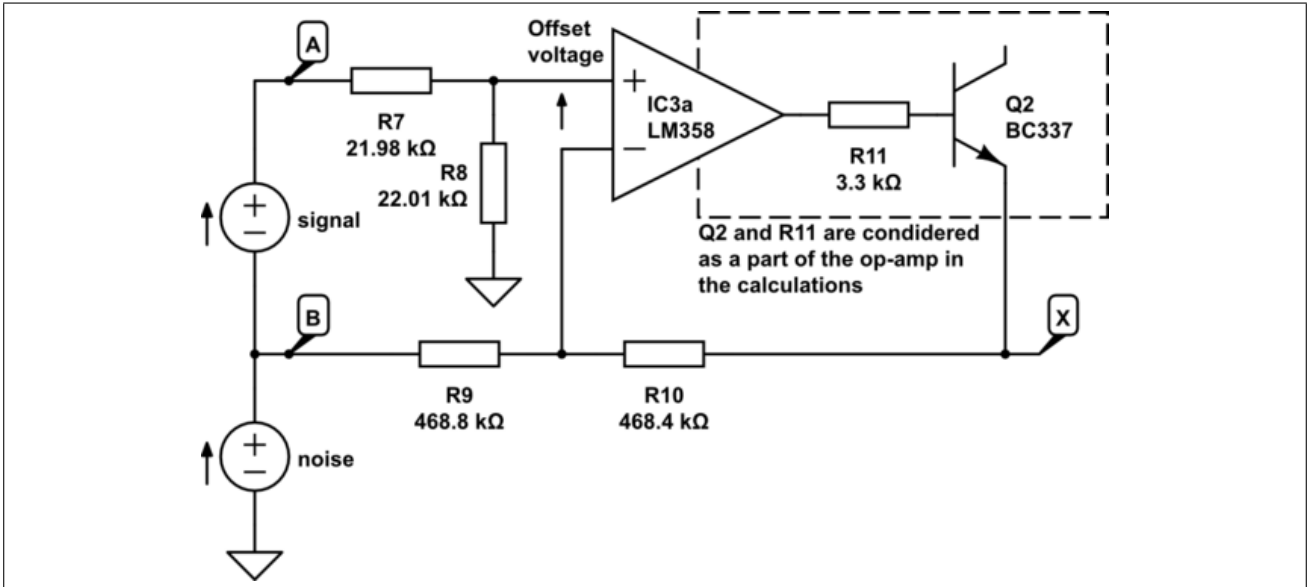 A
Offset
voltage
R7
21.98 kΩ
R8
22.01 kΩ
+
−
IC3a
LM358
R11
3.3 kΩ
Q2
BC337
+
−
signal
Q2 and R11 are condidered
as a part of the op-amp in
the calculations
B
X
R9
468.8 kΩ
R10
468.4 kΩ
+
−
noise